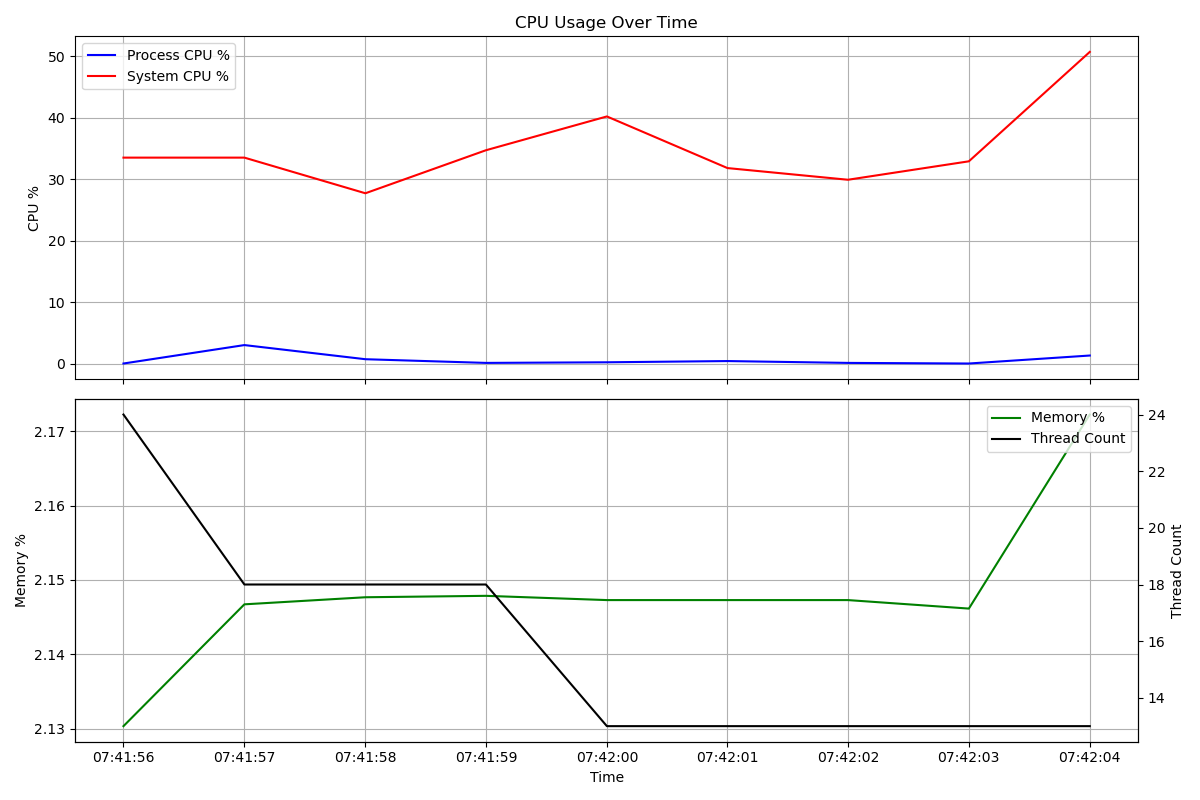 CPU Usage Over Time
Process CPU %
System CPU %
50
40
30
20
10
0
CPU %
Memory %
Thread Count
2.17
2.16
2.15
2.14
2.13
Memory %
24
22
20
18
16
14
Thread Count
07:41:56 07:41:57 07:41:58 07:41:59 07:42:00 07:42:01 07:42:02 07:42:03 07:42:04
Time